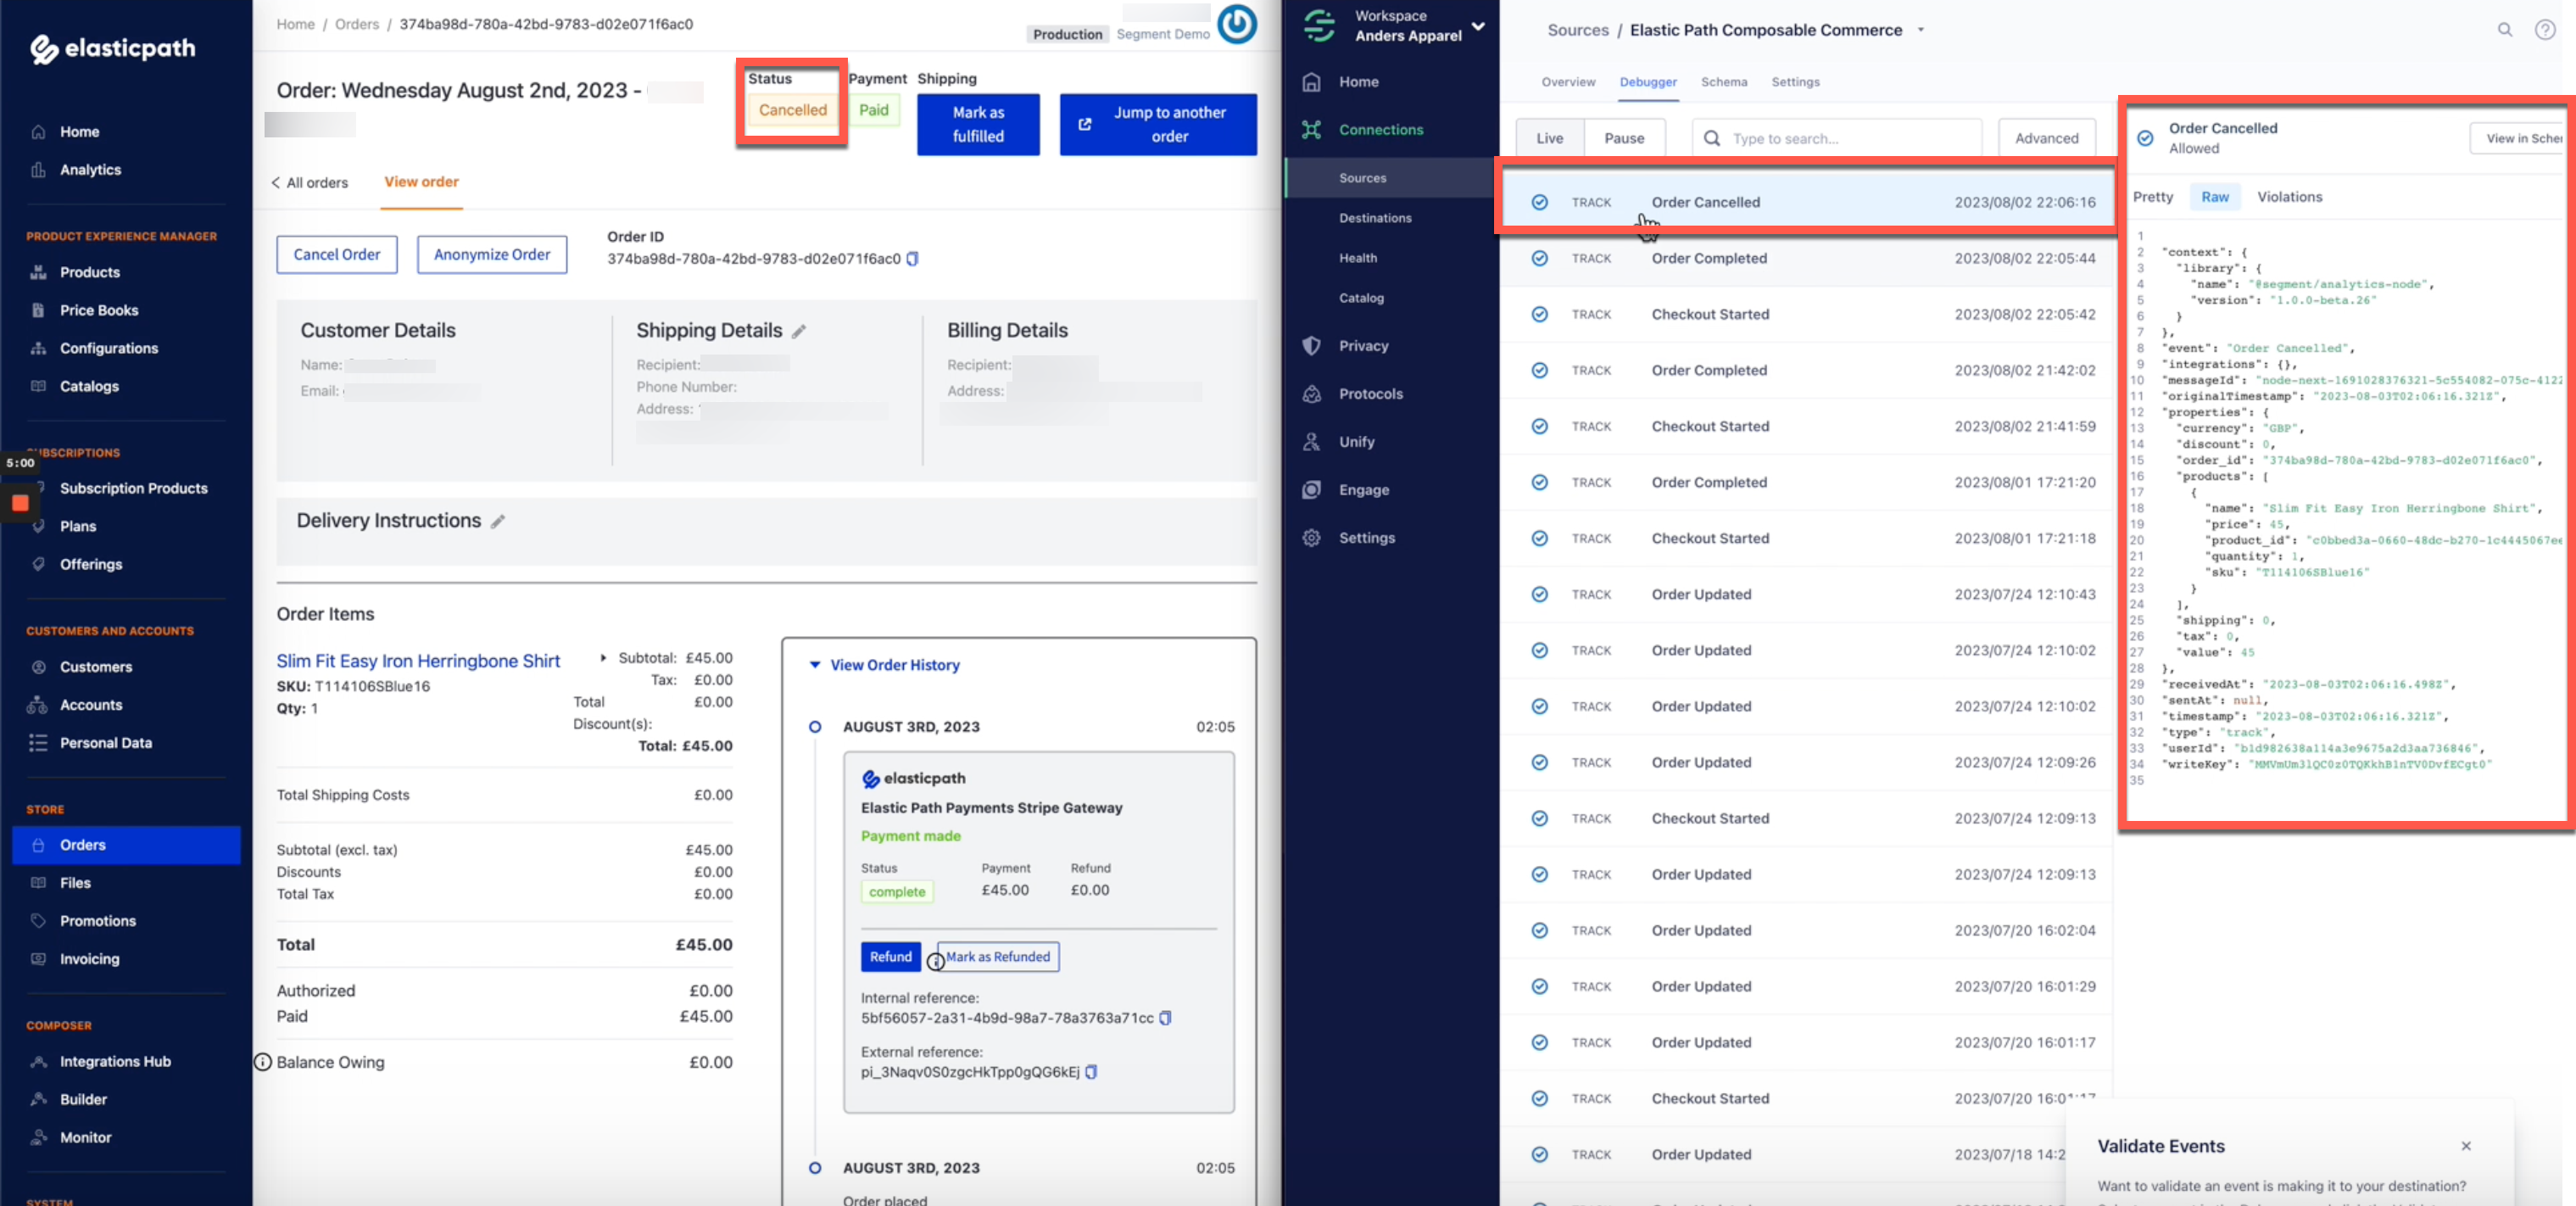 elasticpath
Home
Analytics
PRODUCT EXPERIENCE MANAGER
Products
Price Books
Configurations
Catalogs
UBSCRIPTIONS
5:00
Subscription Products
Plans
Offerings
CUSTOMERS AND ACCOUNTS
Customers
Accounts
Personal Data
STORE
Orders
Files
Promotions
Invoicing
COMPOSER
Integrations Hub
Builder
Monitor
SYSTEM
Home / Orders / 374ba98d-780a-42bd-9783-d02e071f6ac0
Production Segment Demo
Order: Wednesday August 2nd, 2023 -
Status Payment Shipping
Cancelled Paid
Mark as fulfilled
Jump to another order
All orders View order
Cancel Order Anonymize Order
Order ID
374ba98d-780a-42bd-9783-d02e071f6ac0
Customer Details
Name:
Email:
Shipping Details
Recipient:
Phone Number:
Address:
Billing Details
Recipient:
Address:
Delivery Instructions
Order Items
Slim Fit Easy Iron Herringbone Shirt
SKU: T114106SBlue16
Qty: 1
Subtotal: £45.00
Tax: £0.00
Total £0.00
Discount(s):
Total: £45.00
Total Shipping Costs £0.00
Subtotal (excl. tax) £45.00
Discounts £0.00
Total Tax £0.00
Total £45.00
Authorized £0.00
Paid £45.00
Balance Owing £0.00
View Order History
AUGUST 3RD, 2023 02:05
elasticpath
Elastic Path Payments Stripe Gateway
Payment made
Status Payment Refund
complete £45.00 £0.00
Refund Mark as Refunded
Internal reference:
5bf56057-2a31-4b9d-98a7-78a3763a71cc
External reference:
pi_3Naqv0S0zgcHkTpp0gQG6kEj
AUGUST 3RD, 2023 02:05
Order placed
Workspace
Anders Apparel
Home
Connections
Sources
Destinations
Health
Catalog
Privacy
Protocols
Unify
Engage
Settings
Sources / Elastic Path Composable Commerce
Overview Debugger Schema Settings
Live Pause Type to search... Advanced
TRACK Order Cancelled 2023/08/02 22:06:16
TRACK Order Completed 2023/08/02 22:05:44
TRACK Checkout Started 2023/08/02 22:05:42
TRACK Order Completed 2023/08/02 21:42:02
TRACK Checkout Started 2023/08/02 21:41:59
TRACK Order Completed 2023/08/01 17:21:20
TRACK Checkout Started 2023/08/01 17:21:18
TRACK Order Updated 2023/07/24 12:10:43
TRACK Order Updated 2023/07/24 12:10:02
TRACK Order Updated 2023/07/24 12:10:02
TRACK Order Updated 2023/07/24 12:09:26
TRACK Checkout Started 2023/07/24 12:09:13
TRACK Order Updated 2023/07/24 12:09:13
TRACK Order Updated 2023/07/20 16:02:04
TRACK Order Updated 2023/07/20 16:01:29
TRACK Order Updated 2023/07/20 16:01:17
TRACK Checkout Started 2023/07/20 16:01:17
TRACK Order Updated 2023/07/18 14:2
Order Cancelled
Allowed
View in Schem
Pretty Raw Violations
1
2 "context": {
3 "library": {
4 "name": "@segment/analytics-node",
5 "version": "1.0.0-beta.26"
6 }
7 },
8 "event": "Order Cancelled",
9 "integrations": {},
10 "messageId": "node-next-1691028376321-5c554082-075c-4122
11 "originalTimestamp": "2023-08-03T02:06:16.321Z",
12 "properties": {
13 "currency": "GBP",
14 "discount": 0,
15 "order_id": "374ba98d-780a-42bd-9783-d02e071f6ac0",
16 "products": [
17 {
18 "name": "Slim Fit Easy Iron Herringbone Shirt",
19 "price": 45,
20 "product_id": "c0bbed3a-0660-48dc-b270-1c4445067ee
21 "quantity": 1,
22 "sku": "T114106SBlue16"
23 }
24 ],
25 "shipping": 0,
26 "tax": 0,
27 "value": 45
28 },
29 "receivedAt": "2023-08-03T02:06:16.498Z",
30 "sentAt": null,
31 "timestamp": "2023-08-03T02:06:16.321Z",
32 "type": "track",
33 "userId": "b1d982638a114a3e9675a2d3aa736846",
34 "writeKey": "MMVmUm3lQC0z0TQKkhB1nTV0DvfECgt0"
35
Validate Events
Want to validate an event is making it to your destination?